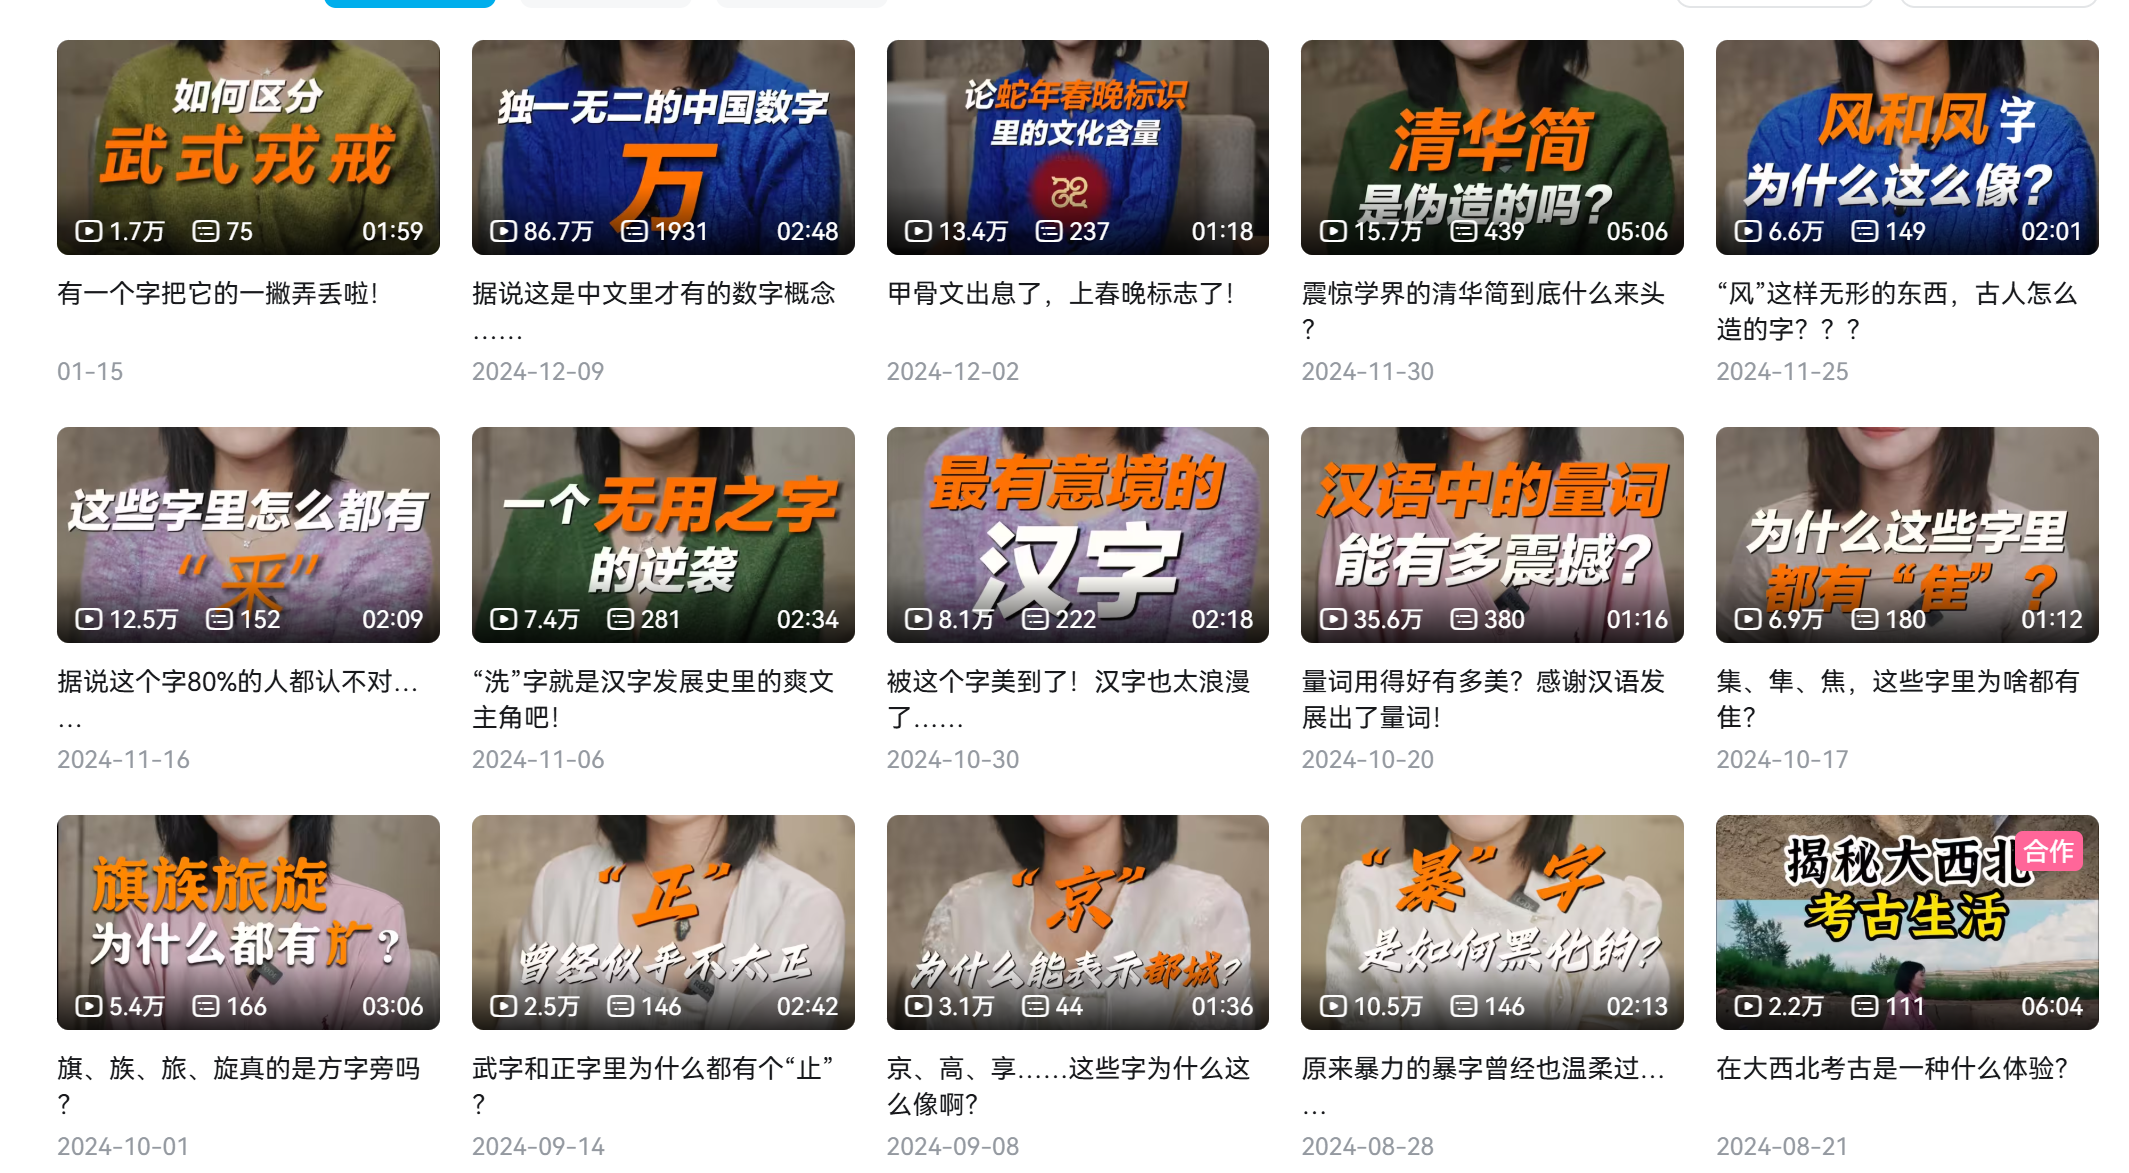 如何区分
武式戎戒
1.7万 75 01:59
有一个字把它的一撇弄丢啦！
01-15
独一无二的中国数字
万
86.7万 1931 02:48
据说这是中文里才有的数字概念
……
2024-12-09
论蛇年春晚标识
里的文化含量
13.4万 237 01:18
甲骨文出息了，上春晚标志了！
2024-12-02
清华简
是伪造的吗？
15.7万 439 05:06
震惊学界的清华简到底什么来头
？
2024-11-30
风和凤字
为什么这么像？
6.6万 149 02:01
“风”这样无形的东西，古人怎么
造的字？？？
2024-11-25
这些字里怎么都有
“釆”
12.5万 152 02:09
据说这个字80%的人都认不对…
…
2024-11-16
一个无用之字
的逆袭
7.4万 281 02:34
“洗”字就是汉字发展史里的爽文
主角吧！
2024-11-06
最有意境的
汉字
8.1万 222 02:18
被这个字美到了！汉字也太浪漫
了……
2024-10-30
汉语中的量词
能有多震撼？
35.6万 380 01:16
量词用得好有多美？感谢汉语发
展出了量词！
2024-10-20
为什么这些字里
都有“隹”？
6.9万 180 01:12
集、隼、焦，这些字里为啥都有
隹？
2024-10-17
旗族旅旋
为什么都有㫃？
5.4万 166 03:06
旗、族、旅、旋真的是方字旁吗
？
2024-10-01
“正”
曾经似乎不太正
2.5万 146 02:42
武字和正字里为什么都有个“止”
？
2024-09-14
“京”
为什么能表示都城？
3.1万 44 01:36
京、高、享……这些字为什么这
么像啊？
2024-09-08
“暴”字
是如何黑化的？
10.5万 146 02:13
原来暴力的暴字曾经也温柔过…
…
2024-08-28
揭秘大西北
合作
考古生活
2.2万 111 06:04
在大西北考古是一种什么体验？
2024-08-21